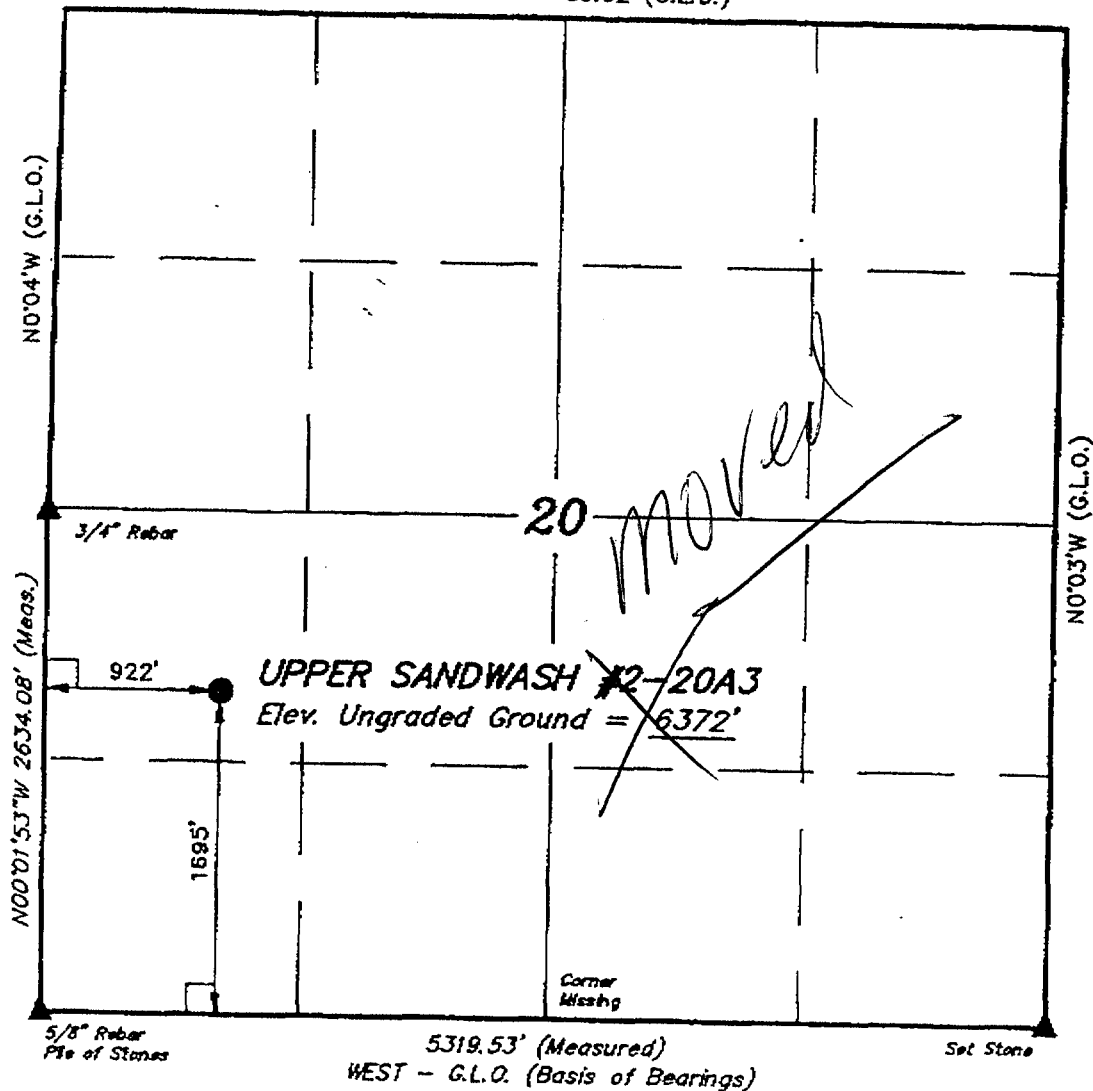 N0°04'W (G.L.O.)
3/4" Rebar
20
moved
N0°03'W (G.L.O.)
N00°01'53"W 2634.08' (Meas.)
922'
UPPER SANDWASH #2-20A3
Elev. Ungraded Ground = 6372'
1695'
Corner
Missing
5/8" Rebar
Pile of Stones
5319.53' (Measured)
WEST - G.L.O. (Basis of Bearings)
Set Stone